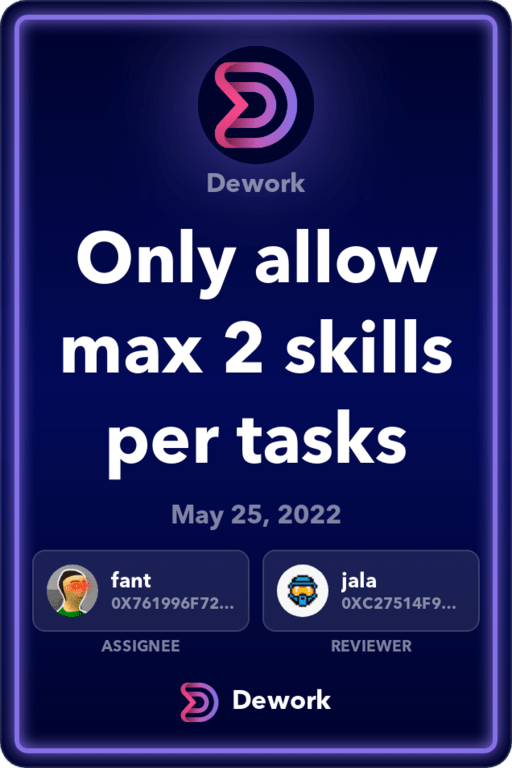 Dework
Only allow
max 2 skills
per tasks
May 25, 2022
fant
0X761996F72...
ASSIGNEE
jala
0XC27514F9...
REVIEWER
Dework